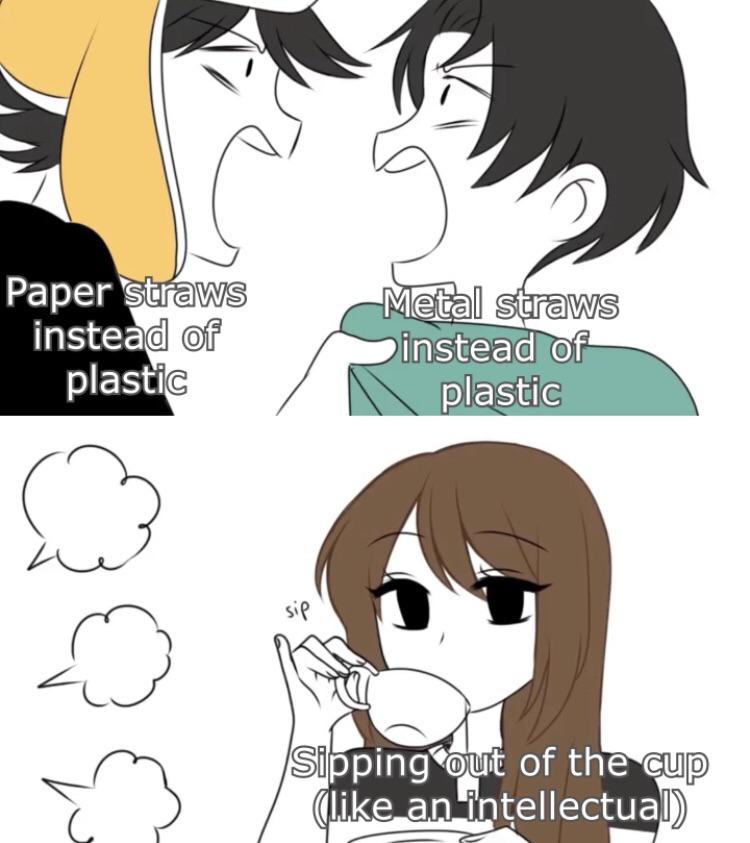 Paper straws
instead of
plastic
Metal straws
instead of
plastic
sip
Sipping out of the cup
(like an intellectual)